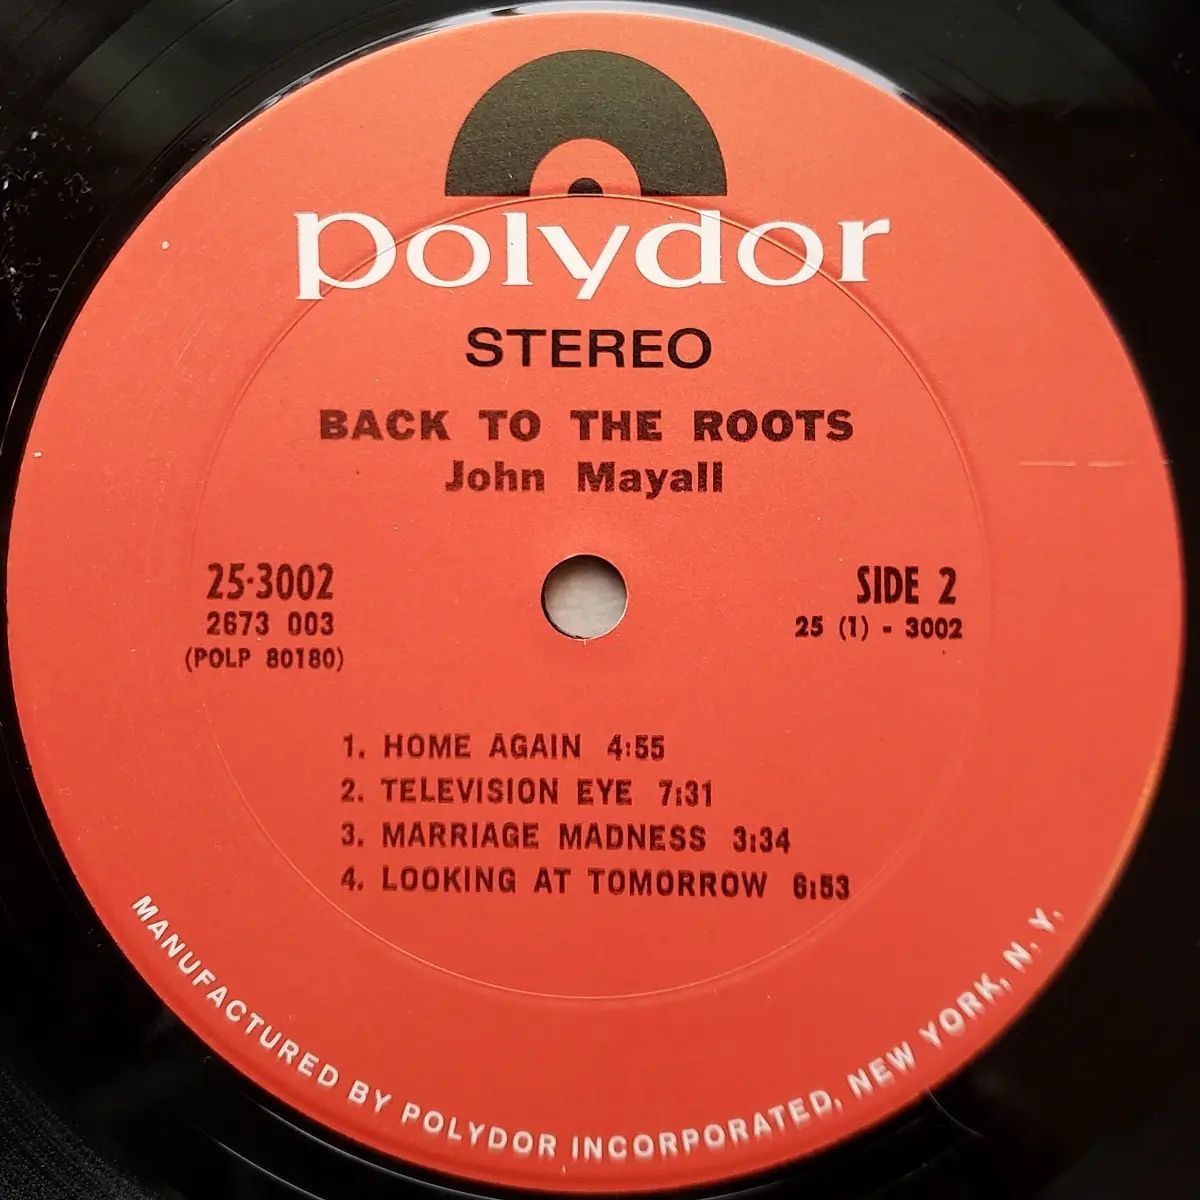 polydor
STEREO
BACK TO THE ROOTS
John Mayall
25-3002
2673 003
(POLP 80180)
SIDE 2
25 (1) - 3002
1. HOME AGAIN 4:55
2. TELEVISION EYE 7:31
3. MARRIAGE MADNESS 3:34
4. LOOKING AT TOMORROW 6:53
MANUFACTURED BY POLYDOR INCORPORATED, NEW YORK, N.Y.